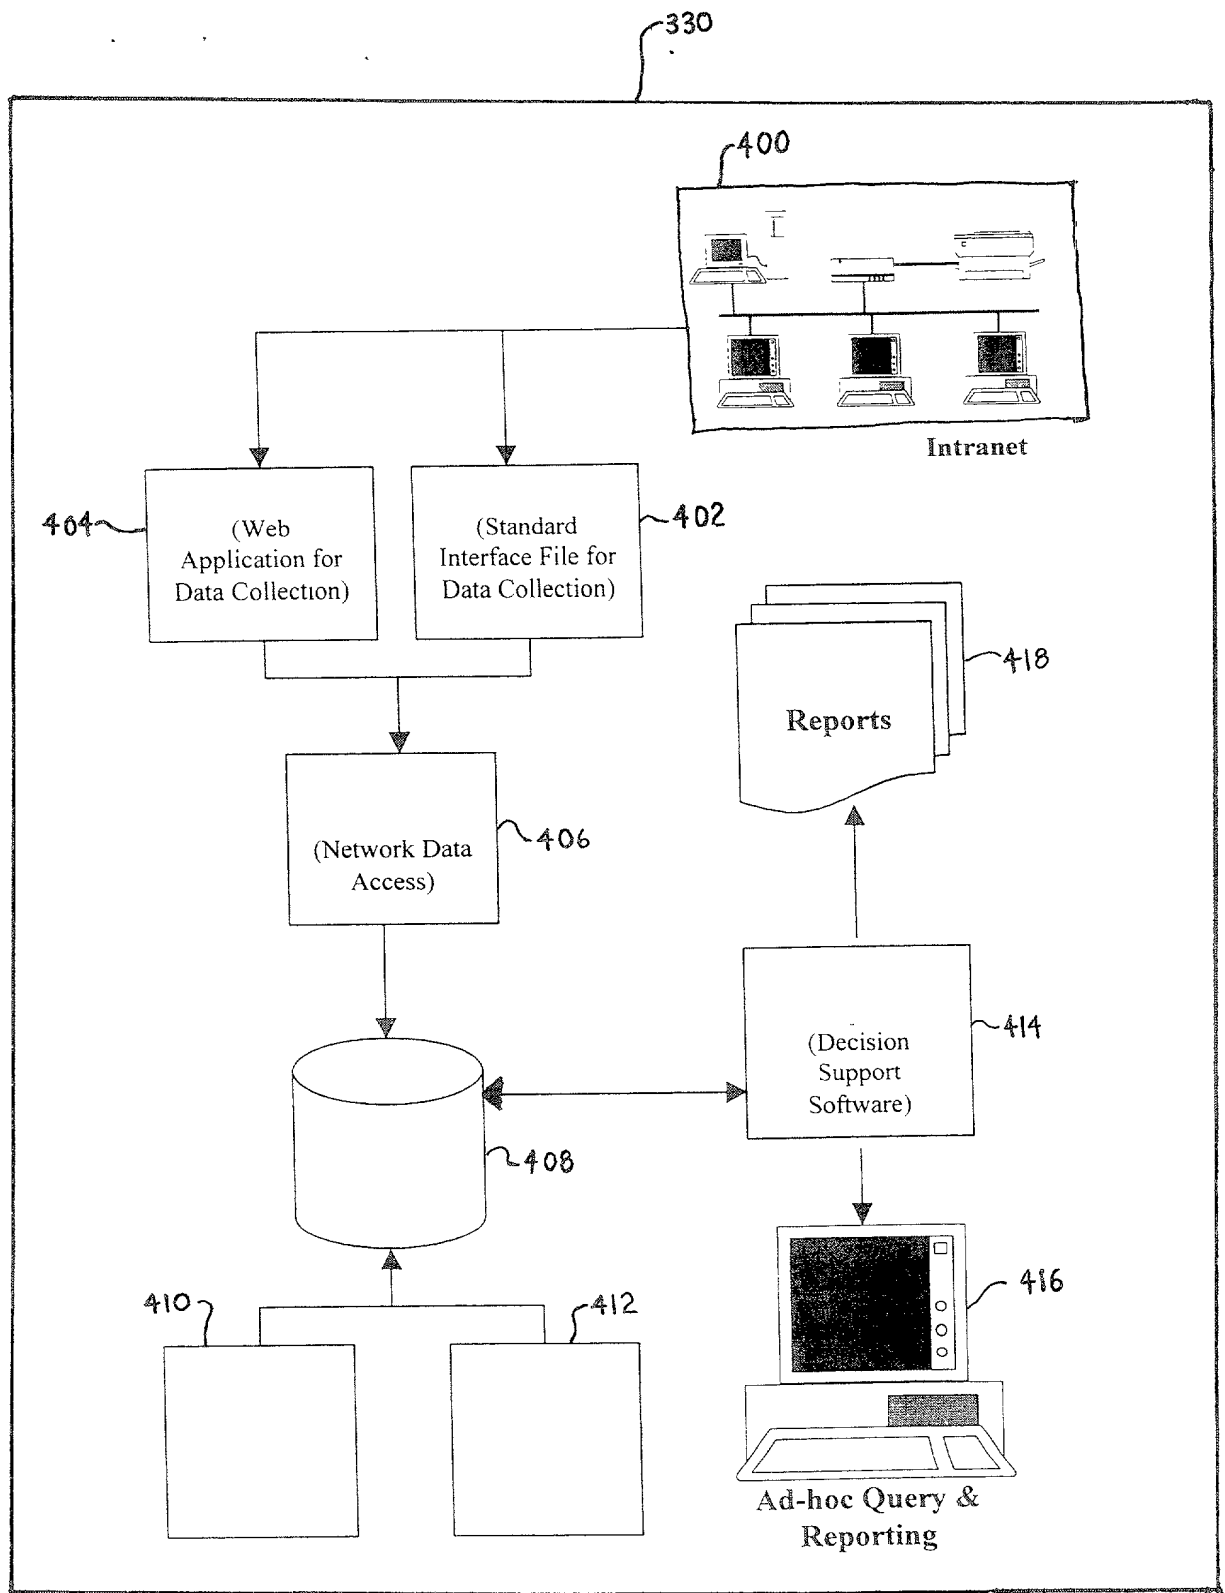 330
400
Intranet
404
(Web
Application for
Data Collection)
(Standard
Interface File for
Data Collection)
402
418
Reports
(Network Data
Access)
406
414
(Decision
Support
Software)
408
410
412
416
Ad-hoc Query &
Reporting